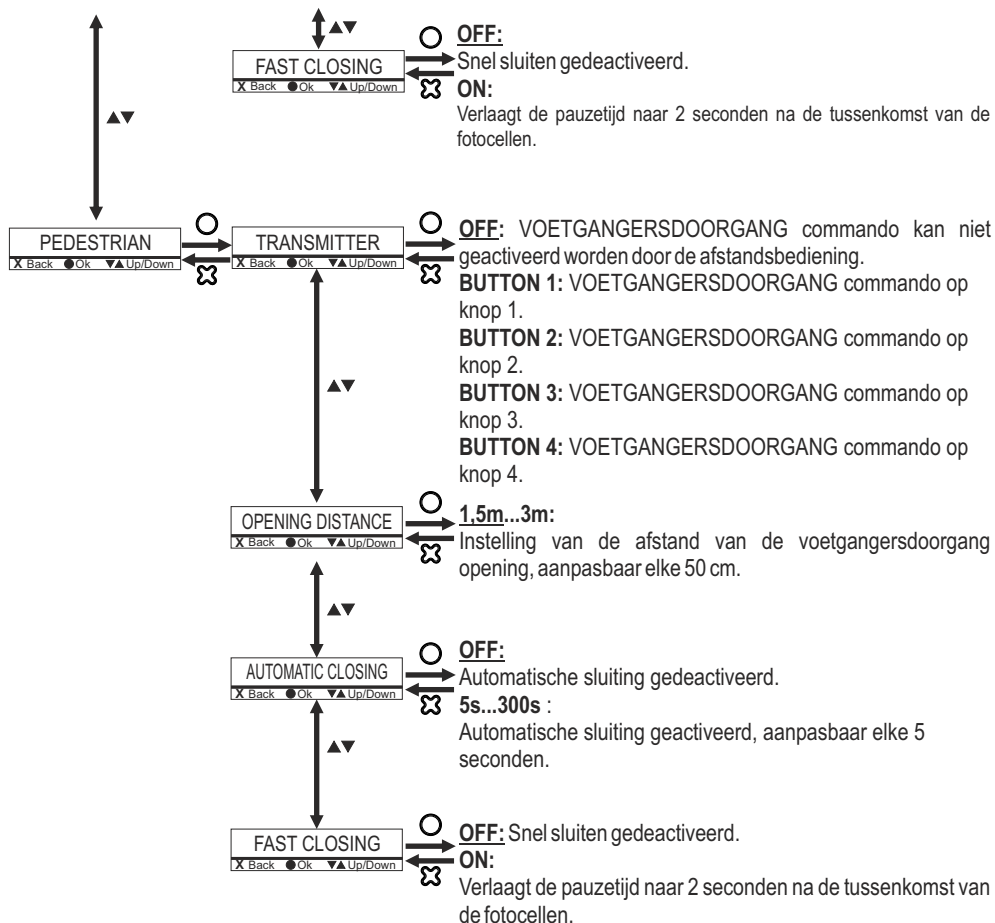 ▲▼
OFF:
FAST CLOSING
Snel sluiten gedeactiveerd.
X Back ●Ok ▼▲Up/Down
ON:
Verlaagt de pauzetijd naar 2 seconden na de tussenkomst van de
fotocellen.
▲▼
PEDESTRIAN
X Back ●Ok ▼▲Up/Down
TRANSMITTER
X Back ●Ok ▼▲Up/Down
OFF: VOETGANGERSDOORGANG commando kan niet
geactiveerd worden door de afstandsbediening.
BUTTON 1: VOETGANGERSDOORGANG commando op
knop 1.
BUTTON 2: VOETGANGERSDOORGANG commando op
knop 2.
▲▼
BUTTON 3: VOETGANGERSDOORGANG commando op
knop 3.
BUTTON 4: VOETGANGERSDOORGANG commando op
knop 4.
OPENING DISTANCE
X Back ●Ok ▼▲Up/Down
1,5m...3m:
Instelling van de afstand van de voetgangersdoorgang
opening, aanpasbaar elke 50 cm.
▲▼
AUTOMATIC CLOSING
X Back ●Ok ▼▲Up/Down
OFF:
Automatische sluiting gedeactiveerd.
5s...300s :
Automatische sluiting geactiveerd, aanpasbaar elke 5
seconden.
▲▼
FAST CLOSING
X Back ●Ok ▼▲Up/Down
OFF: Snel sluiten gedeactiveerd.
ON:
Verlaagt de pauzetijd naar 2 seconden na de tussenkomst van
de fotocellen.